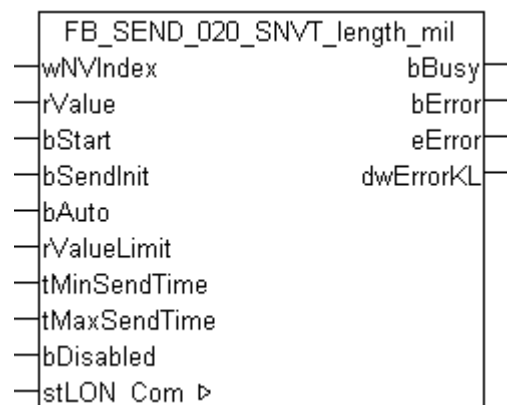 FB_SEND_020_SNVT_length_mil
wNVIndex bBusy
rValue bError
bStart eError
bSendInit dwErrorKL
bAuto
rValueLimit
tMinSendTime
tMaxSendTime
bDisabled
stLON_Com ▷